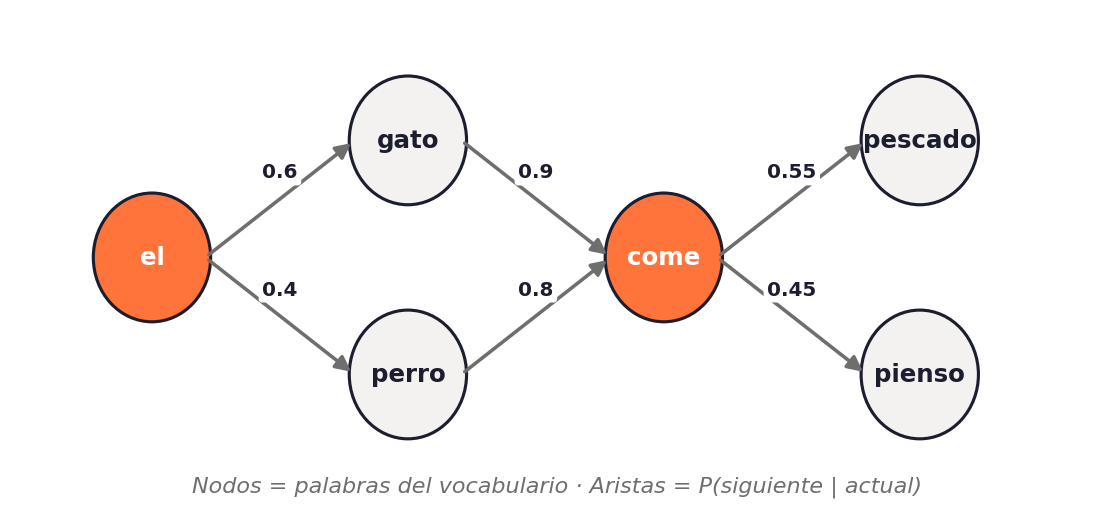 gato
pescado
0.6
0.9
0.55
el
come
0.4
0.8
0.45
perro
pienso
Nodos = palabras del vocabulario · Aristas = P(siguiente | actual)